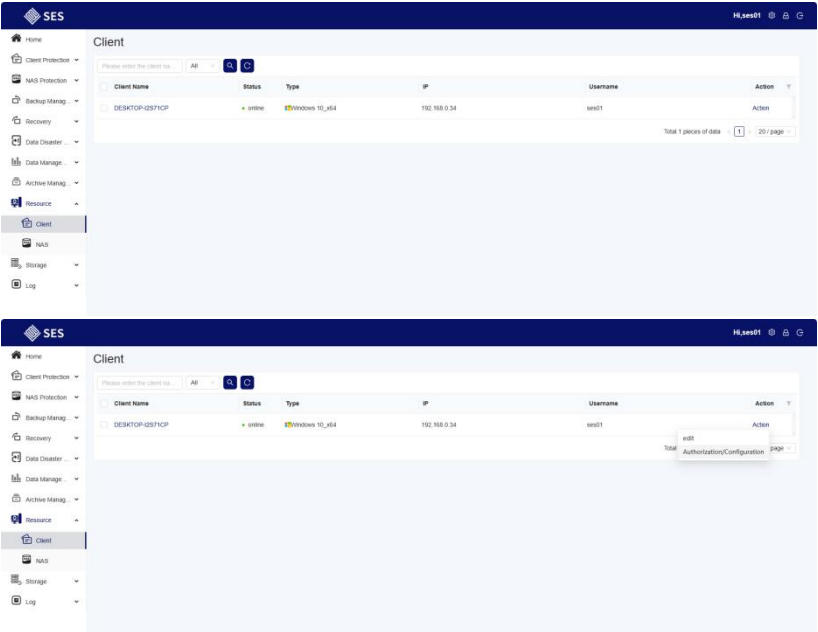 SES
Hi,ses01
Home
Client Protection
NAS Protection
Backup Manag...
Recovery
Data Disaster ...
Data Manage...
Archive Manag...
Resource
Client
NAS
Storage
Log
Client
Please enter the client na...
All
Client Name Status Type IP Username Action
DESKTOP-I2S71CP online Windows 10_x64 192.168.0.34 ses01 Action
Total 1 pieces of data 1 20 / page
SES
Hi,ses01
Home
Client Protection
NAS Protection
Backup Manag...
Recovery
Data Disaster ...
Data Manage...
Archive Manag...
Resource
Client
NAS
Storage
Log
Client
Please enter the client na...
All
Client Name Status Type IP Username Action
DESKTOP-I2S71CP online Windows 10_x64 192.168.0.34 ses01 Action
edit
Total page
Authorization/Configuration